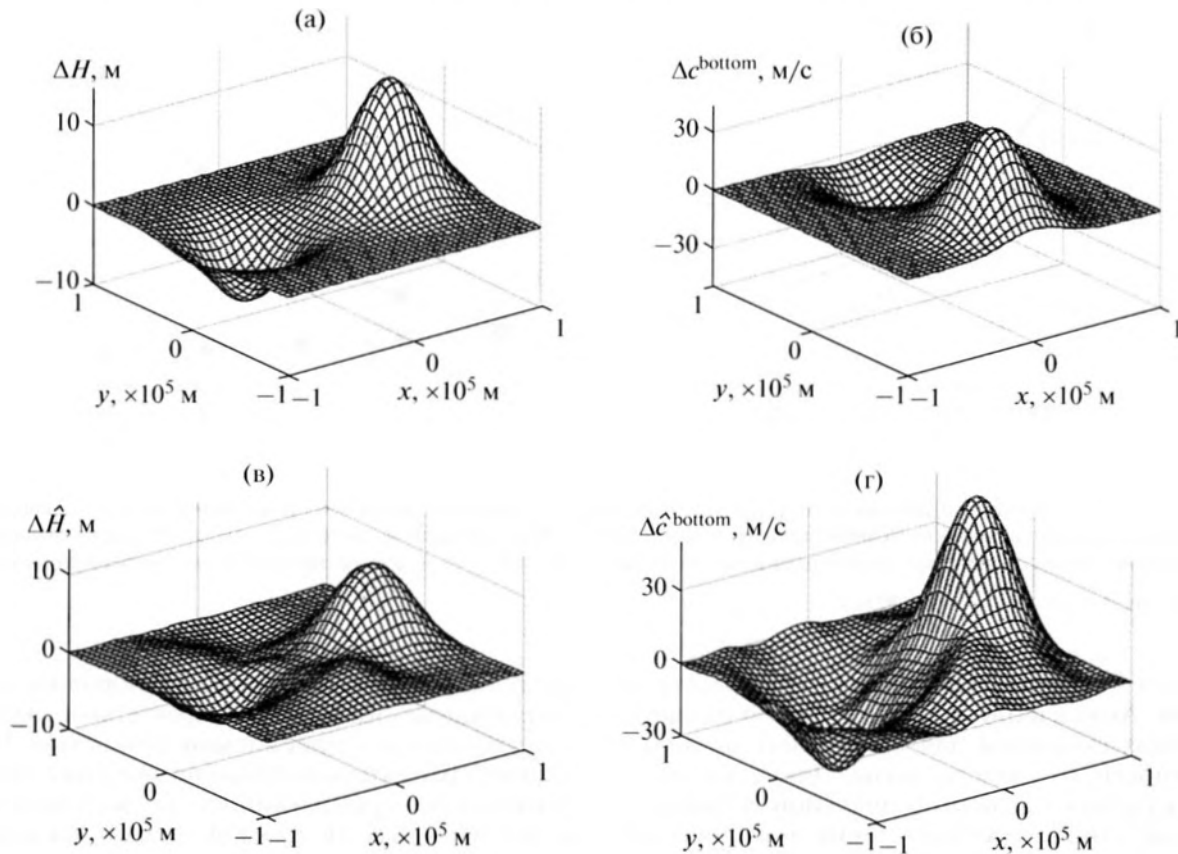 (а)
ΔH, м
10
0
−10
1
0
−1
−1
0
1
y, ×10⁵ м
x, ×10⁵ м
(б)
Δc^bottom, м/с
30
0
−30
1
0
−1
−1
0
1
y, ×10⁵ м
x, ×10⁵ м
(в)
ΔĤ, м
10
0
−10
1
0
−1
−1
0
1
y, ×10⁵ м
x, ×10⁵ м
(г)
Δĉ^bottom, м/с
30
0
−30
1
0
−1
−1
0
1
y, ×10⁵ м
x, ×10⁵ м